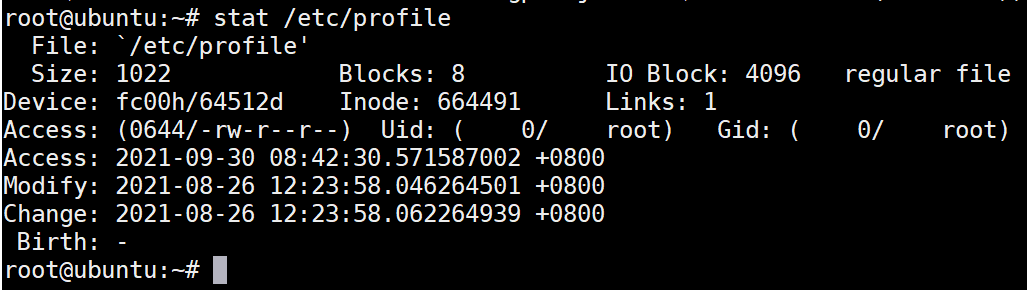 root@ubuntu:~# stat /etc/profile
  File: `/etc/profile'
  Size: 1022            Blocks: 8          IO Block: 4096   regular file
Device: fc00h/64512d    Inode: 664491      Links: 1
Access: (0644/-rw-r--r--)  Uid: (    0/    root)   Gid: (    0/    root)
Access: 2021-09-30 08:42:30.571587002 +0800
Modify: 2021-08-26 12:23:58.046264501 +0800
Change: 2021-08-26 12:23:58.062264939 +0800
 Birth: -
root@ubuntu:~#